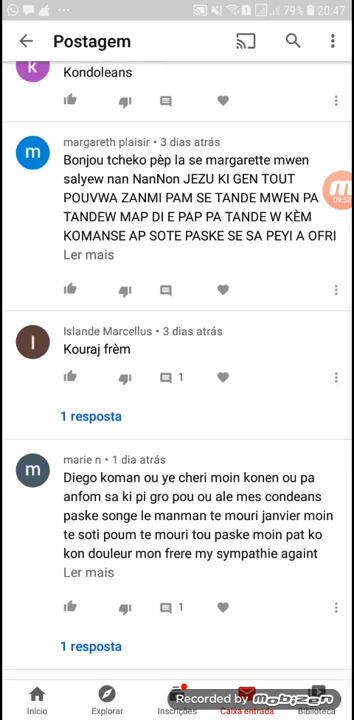 79% 20:47
Postagem
K
Kondoleans
m
margareth plaisir • 3 dias atrás
Bonjou tcheko pèp la se margarette mwen
salyew nan NanNon JEZU KI GEN TOUT
POUVWA ZANMI PAM SE TANDE MWEN PA
TANDEW MAP DI E PAP PA TANDE W KÈM
KOMANSE AP SOTE PASKE SE SA PEYI A OFRI
Ler mais
09:52
I
Islande Marcellus • 3 dias atrás
Kouraj frèm
1
1 resposta
m
marie n • 1 dia atrás
Diego koman ou ye cheri moin konen ou pa
anfom sa ki pi gro pou ou ale mes condeans
paske songe le manman te mouri janvier moin
te soti poum te mouri tou paske moin pat ko
kon douleur mon frere my sympathie againt
Ler mais
1
1 resposta
Início Explorar Inscrições Caixa entrada Biblioteca
Recorded by Mobizen